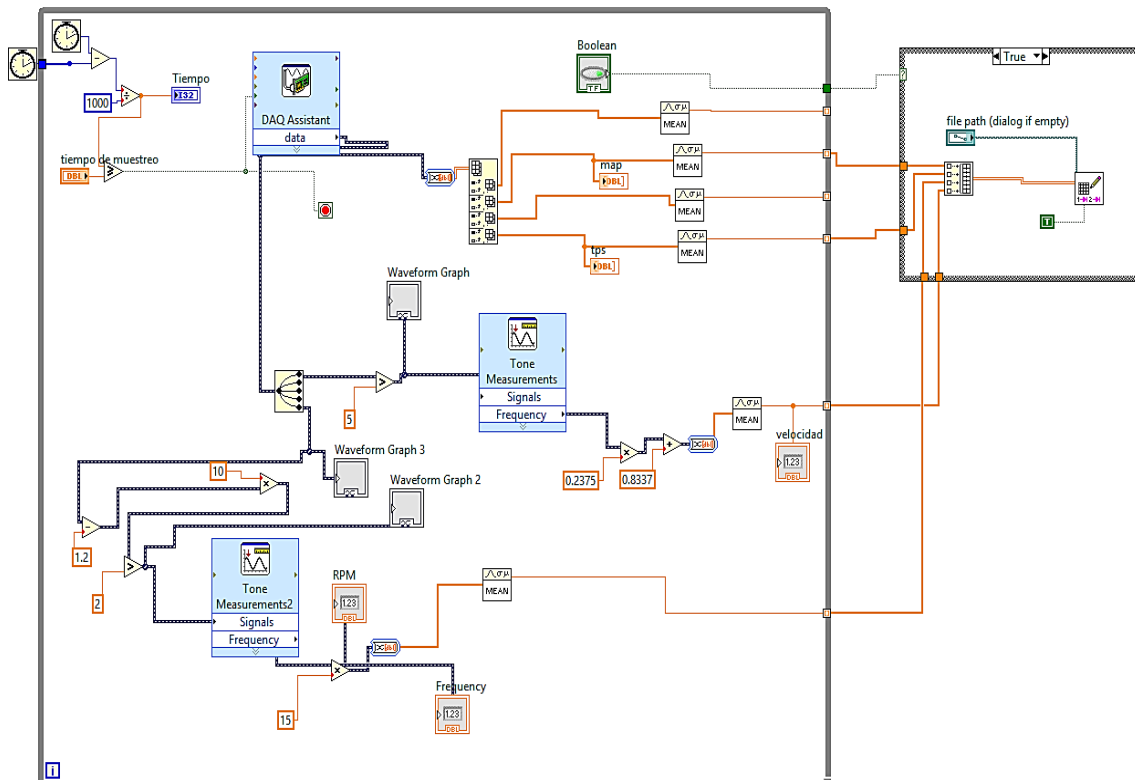 Tiempo
I32
1000
tiempo de muestreo
DBL
DAQ Assistant
data
Boolean
TF
MEAN
map
DBL
MEAN
MEAN
tps
DBL
MEAN
True
?
file path (dialog if empty)
T
Waveform Graph
5
Tone
Measurements
Signals
Frequency
0.2375
0.8337
MEAN
velocidad
1.23
DBL
Waveform Graph 3
10
Waveform Graph 2
1.2
2
Tone
Measurements2
Signals
Frequency
RPM
1.23
DBL
MEAN
15
Frequency
1.23
DBL
i